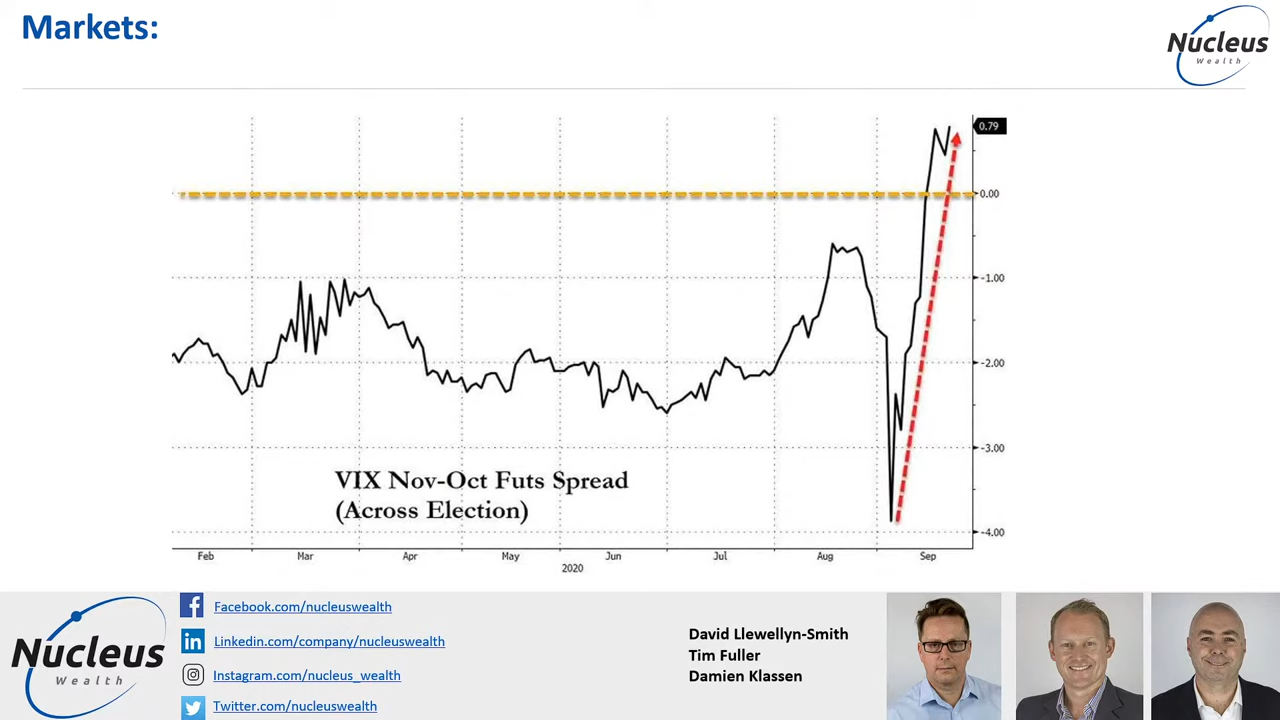 Markets:
Nucleus
Wealth
0.79
0.00
-1.00
-2.00
-3.00
-4.00
VIX Nov-Oct Futs Spread
(Across Election)
Feb Mar Apr May Jun Jul Aug Sep
2020
Nucleus
Wealth
Facebook.com/nucleuswealth
Linkedin.com/company/nucleuswealth
Instagram.com/nucleus_wealth
Twitter.com/nucleuswealth
David Llewellyn-Smith
Tim Fuller
Damien Klassen